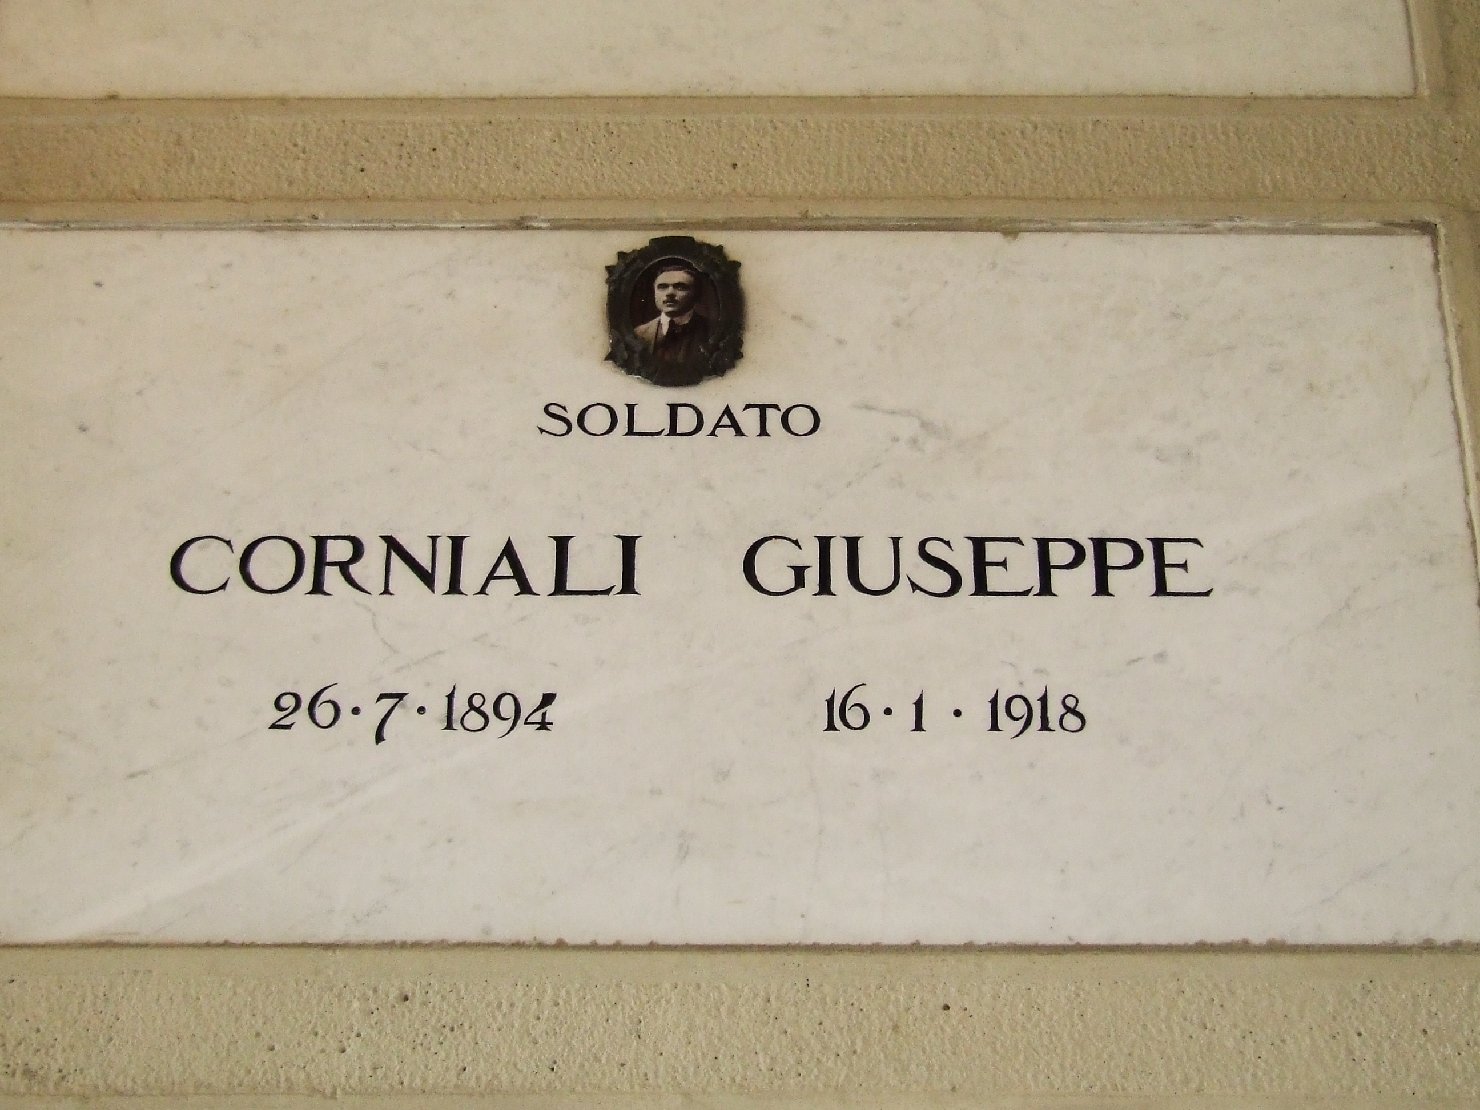 SOLDATO
CORNIALI GIUSEPPE
26·7·1894 16·1·1918